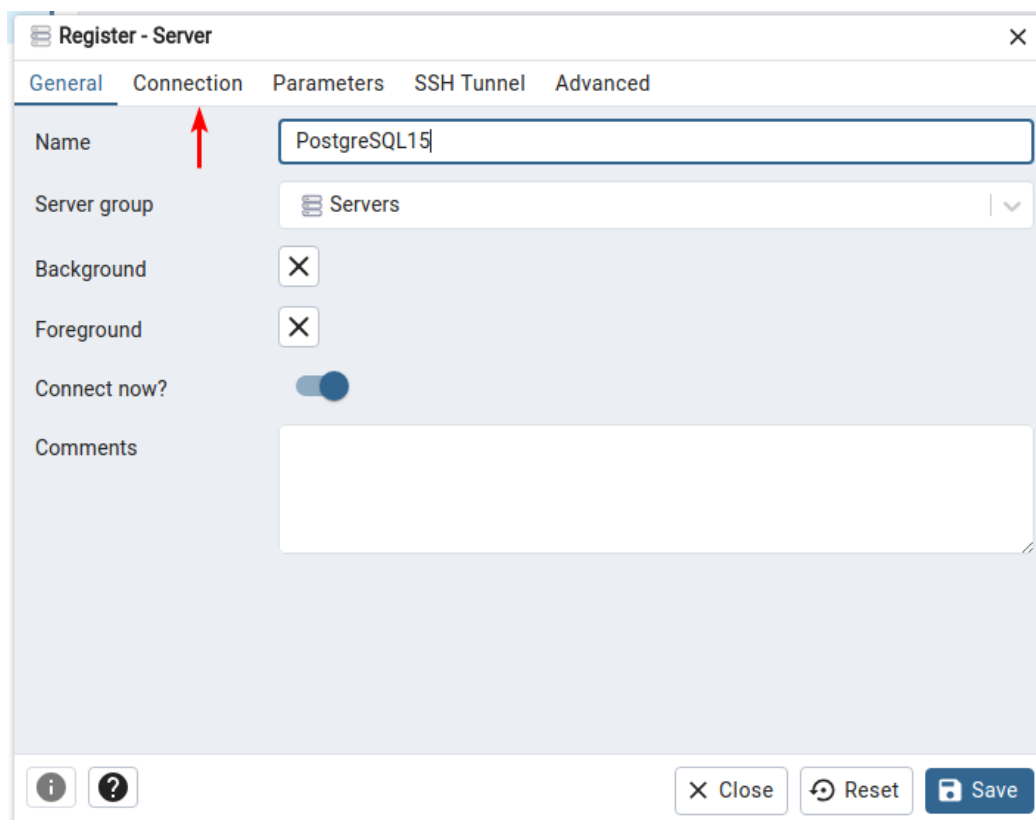 Register - Server
General Connection Parameters SSH Tunnel Advanced
Name PostgreSQL15
Server group Servers
Background
Foreground
Connect now?
Comments
Close Reset Save